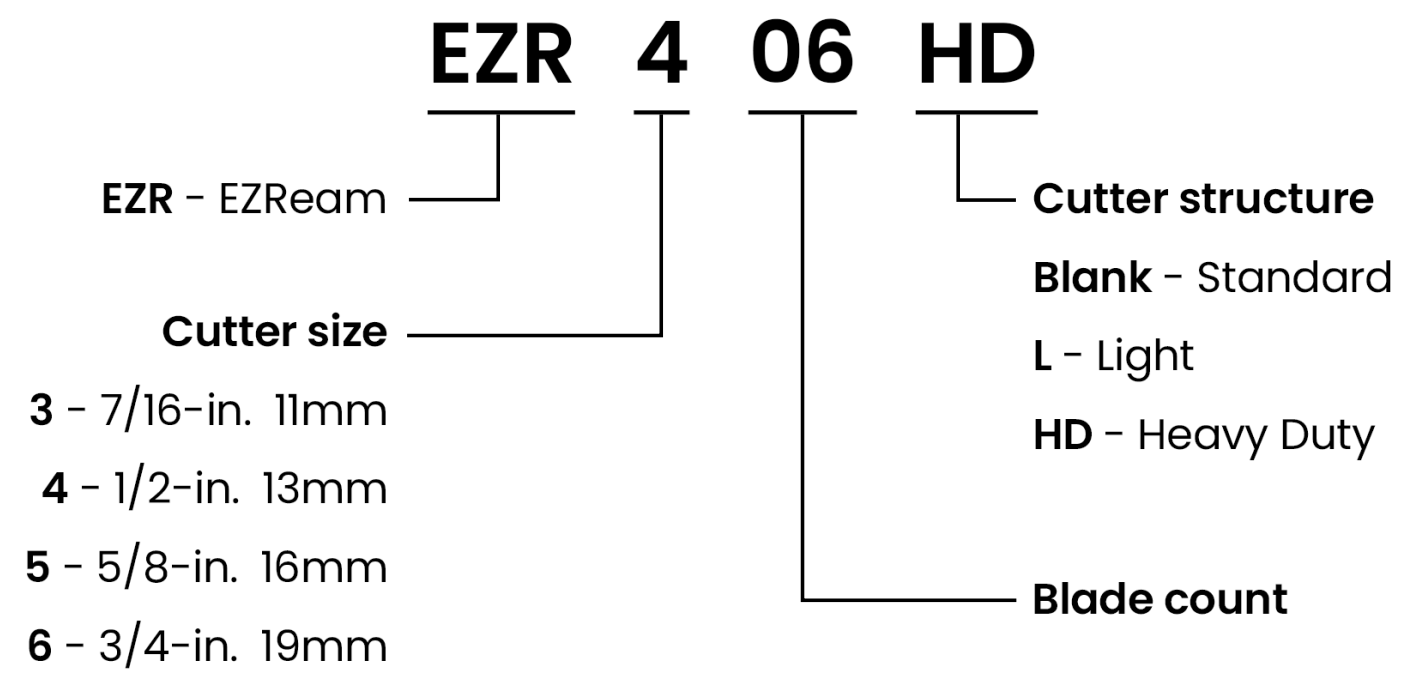 EZR 4 06 HD
EZR - EZReam
Cutter size
3 - 7/16-in. 11mm
4 - 1/2-in. 13mm
5 - 5/8-in. 16mm
6 - 3/4-in. 19mm
Cutter structure
Blank - Standard
L - Light
HD - Heavy Duty
Blade count